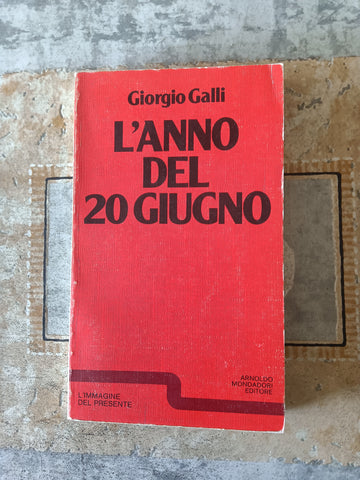 Giorgio Galli
L'ANNO
DEL
20 GIUGNO
L'IMMAGINE
DEL PRESENTE
ARNOLDO
MONDADORI
EDITORE